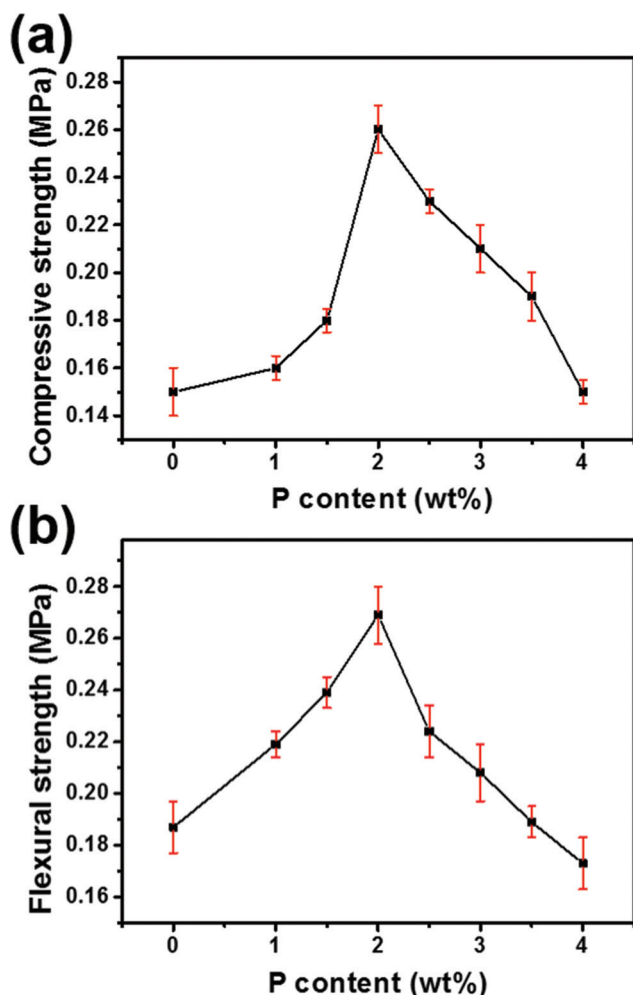 (a)
Compressive strength (MPa)
0.28
0.26
0.24
0.22
0.20
0.18
0.16
0.14
0 1 2 3 4
P content (wt%)
(b)
Flexural strength (MPa)
0.28
0.26
0.24
0.22
0.20
0.18
0.16
0 1 2 3 4
P content (wt%)